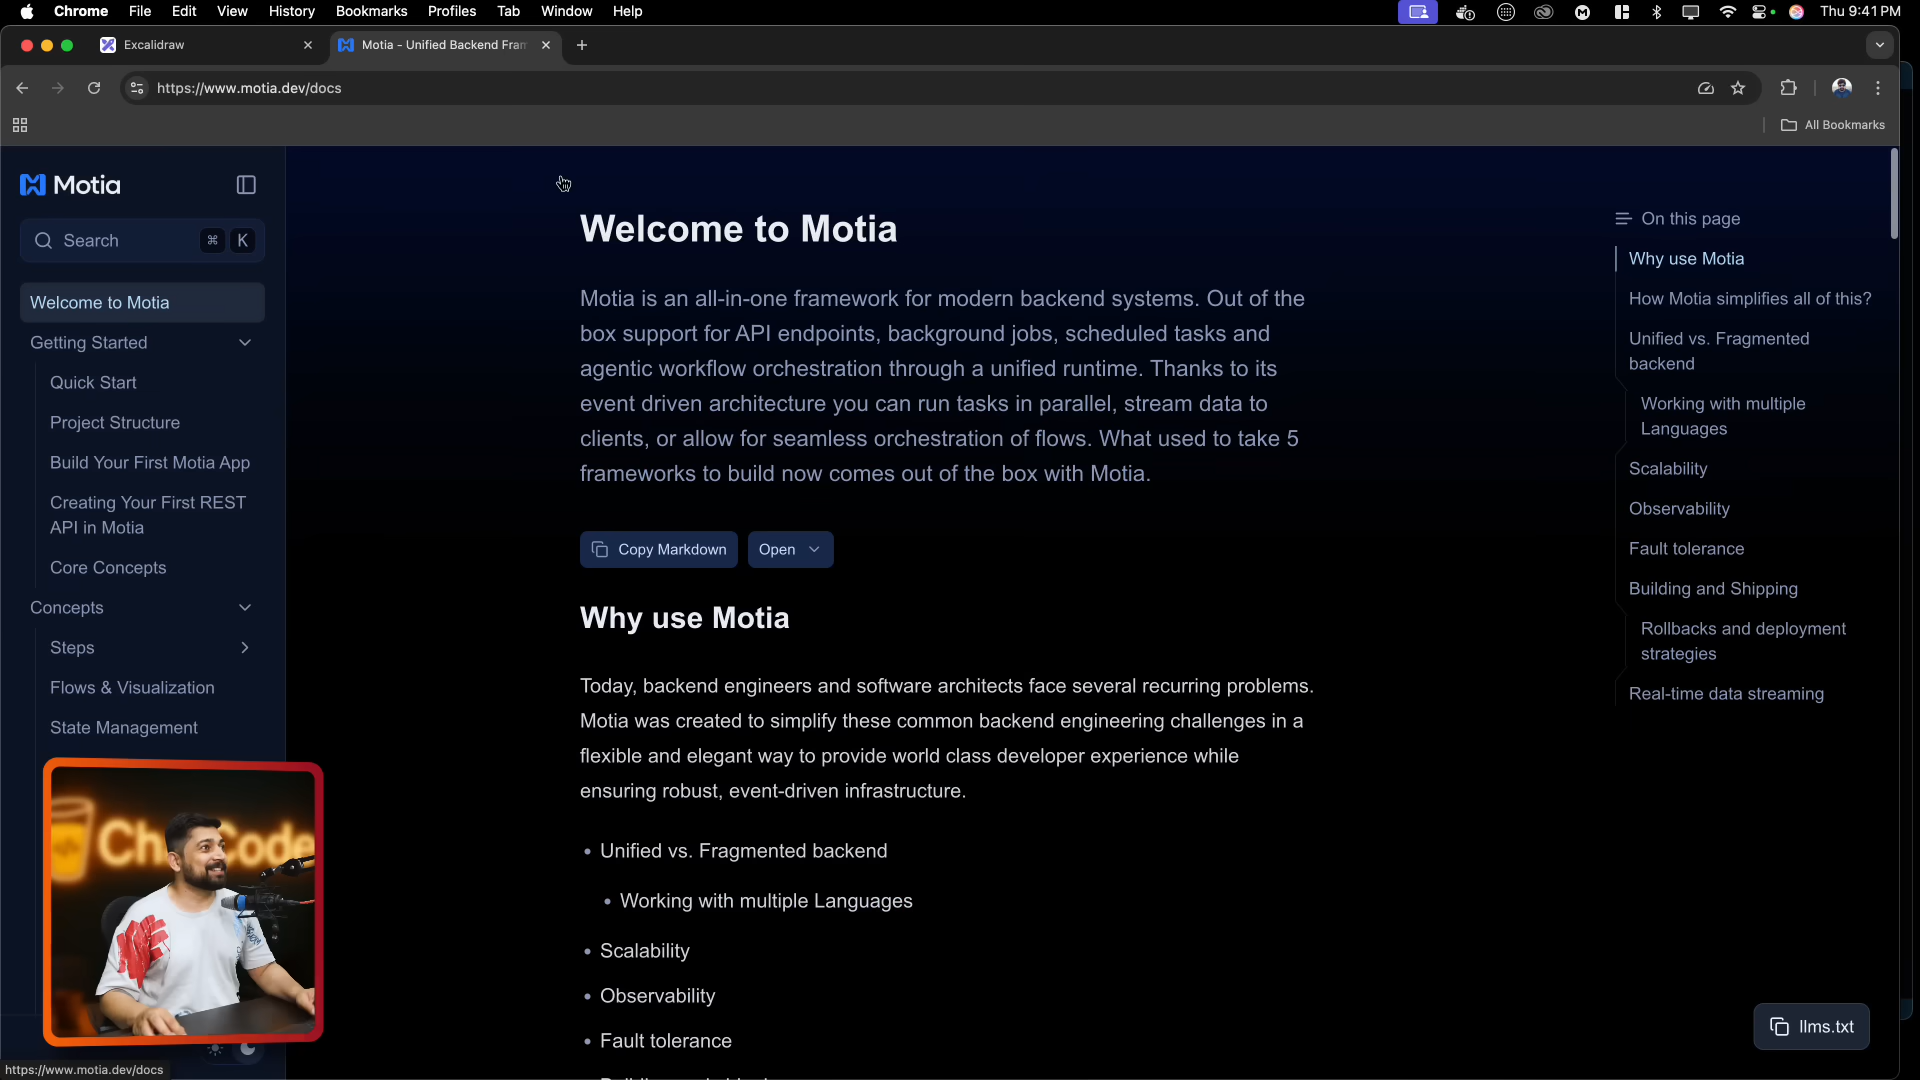 Chrome File Edit View History Bookmarks Profiles Tab Window Help
Thu 9:41 PM
Excalidraw
Motia - Unified Backend Fram
https://www.motia.dev/docs
All Bookmarks
Motia
Search
⌘ K
Welcome to Motia
Getting Started
Quick Start
Project Structure
Build Your First Motia App
Creating Your First REST
API in Motia
Core Concepts
Concepts
Steps
Flows & Visualization
State Management
https://www.motia.dev/docs
Welcome to Motia
Motia is an all-in-one framework for modern backend systems. Out of the
box support for API endpoints, background jobs, scheduled tasks and
agentic workflow orchestration through a unified runtime. Thanks to its
event driven architecture you can run tasks in parallel, stream data to
clients, or allow for seamless orchestration of flows. What used to take 5
frameworks to build now comes out of the box with Motia.
Copy Markdown
Open
Why use Motia
Today, backend engineers and software architects face several recurring problems.
Motia was created to simplify these common backend engineering challenges in a
flexible and elegant way to provide world class developer experience while
ensuring robust, event-driven infrastructure.
• Unified vs. Fragmented backend
• Working with multiple Languages
• Scalability
• Observability
• Fault tolerance
On this page
Why use Motia
How Motia simplifies all of this?
Unified vs. Fragmented
backend
Working with multiple
Languages
Scalability
Observability
Fault tolerance
Building and Shipping
Rollbacks and deployment
strategies
Real-time data streaming
llms.txt